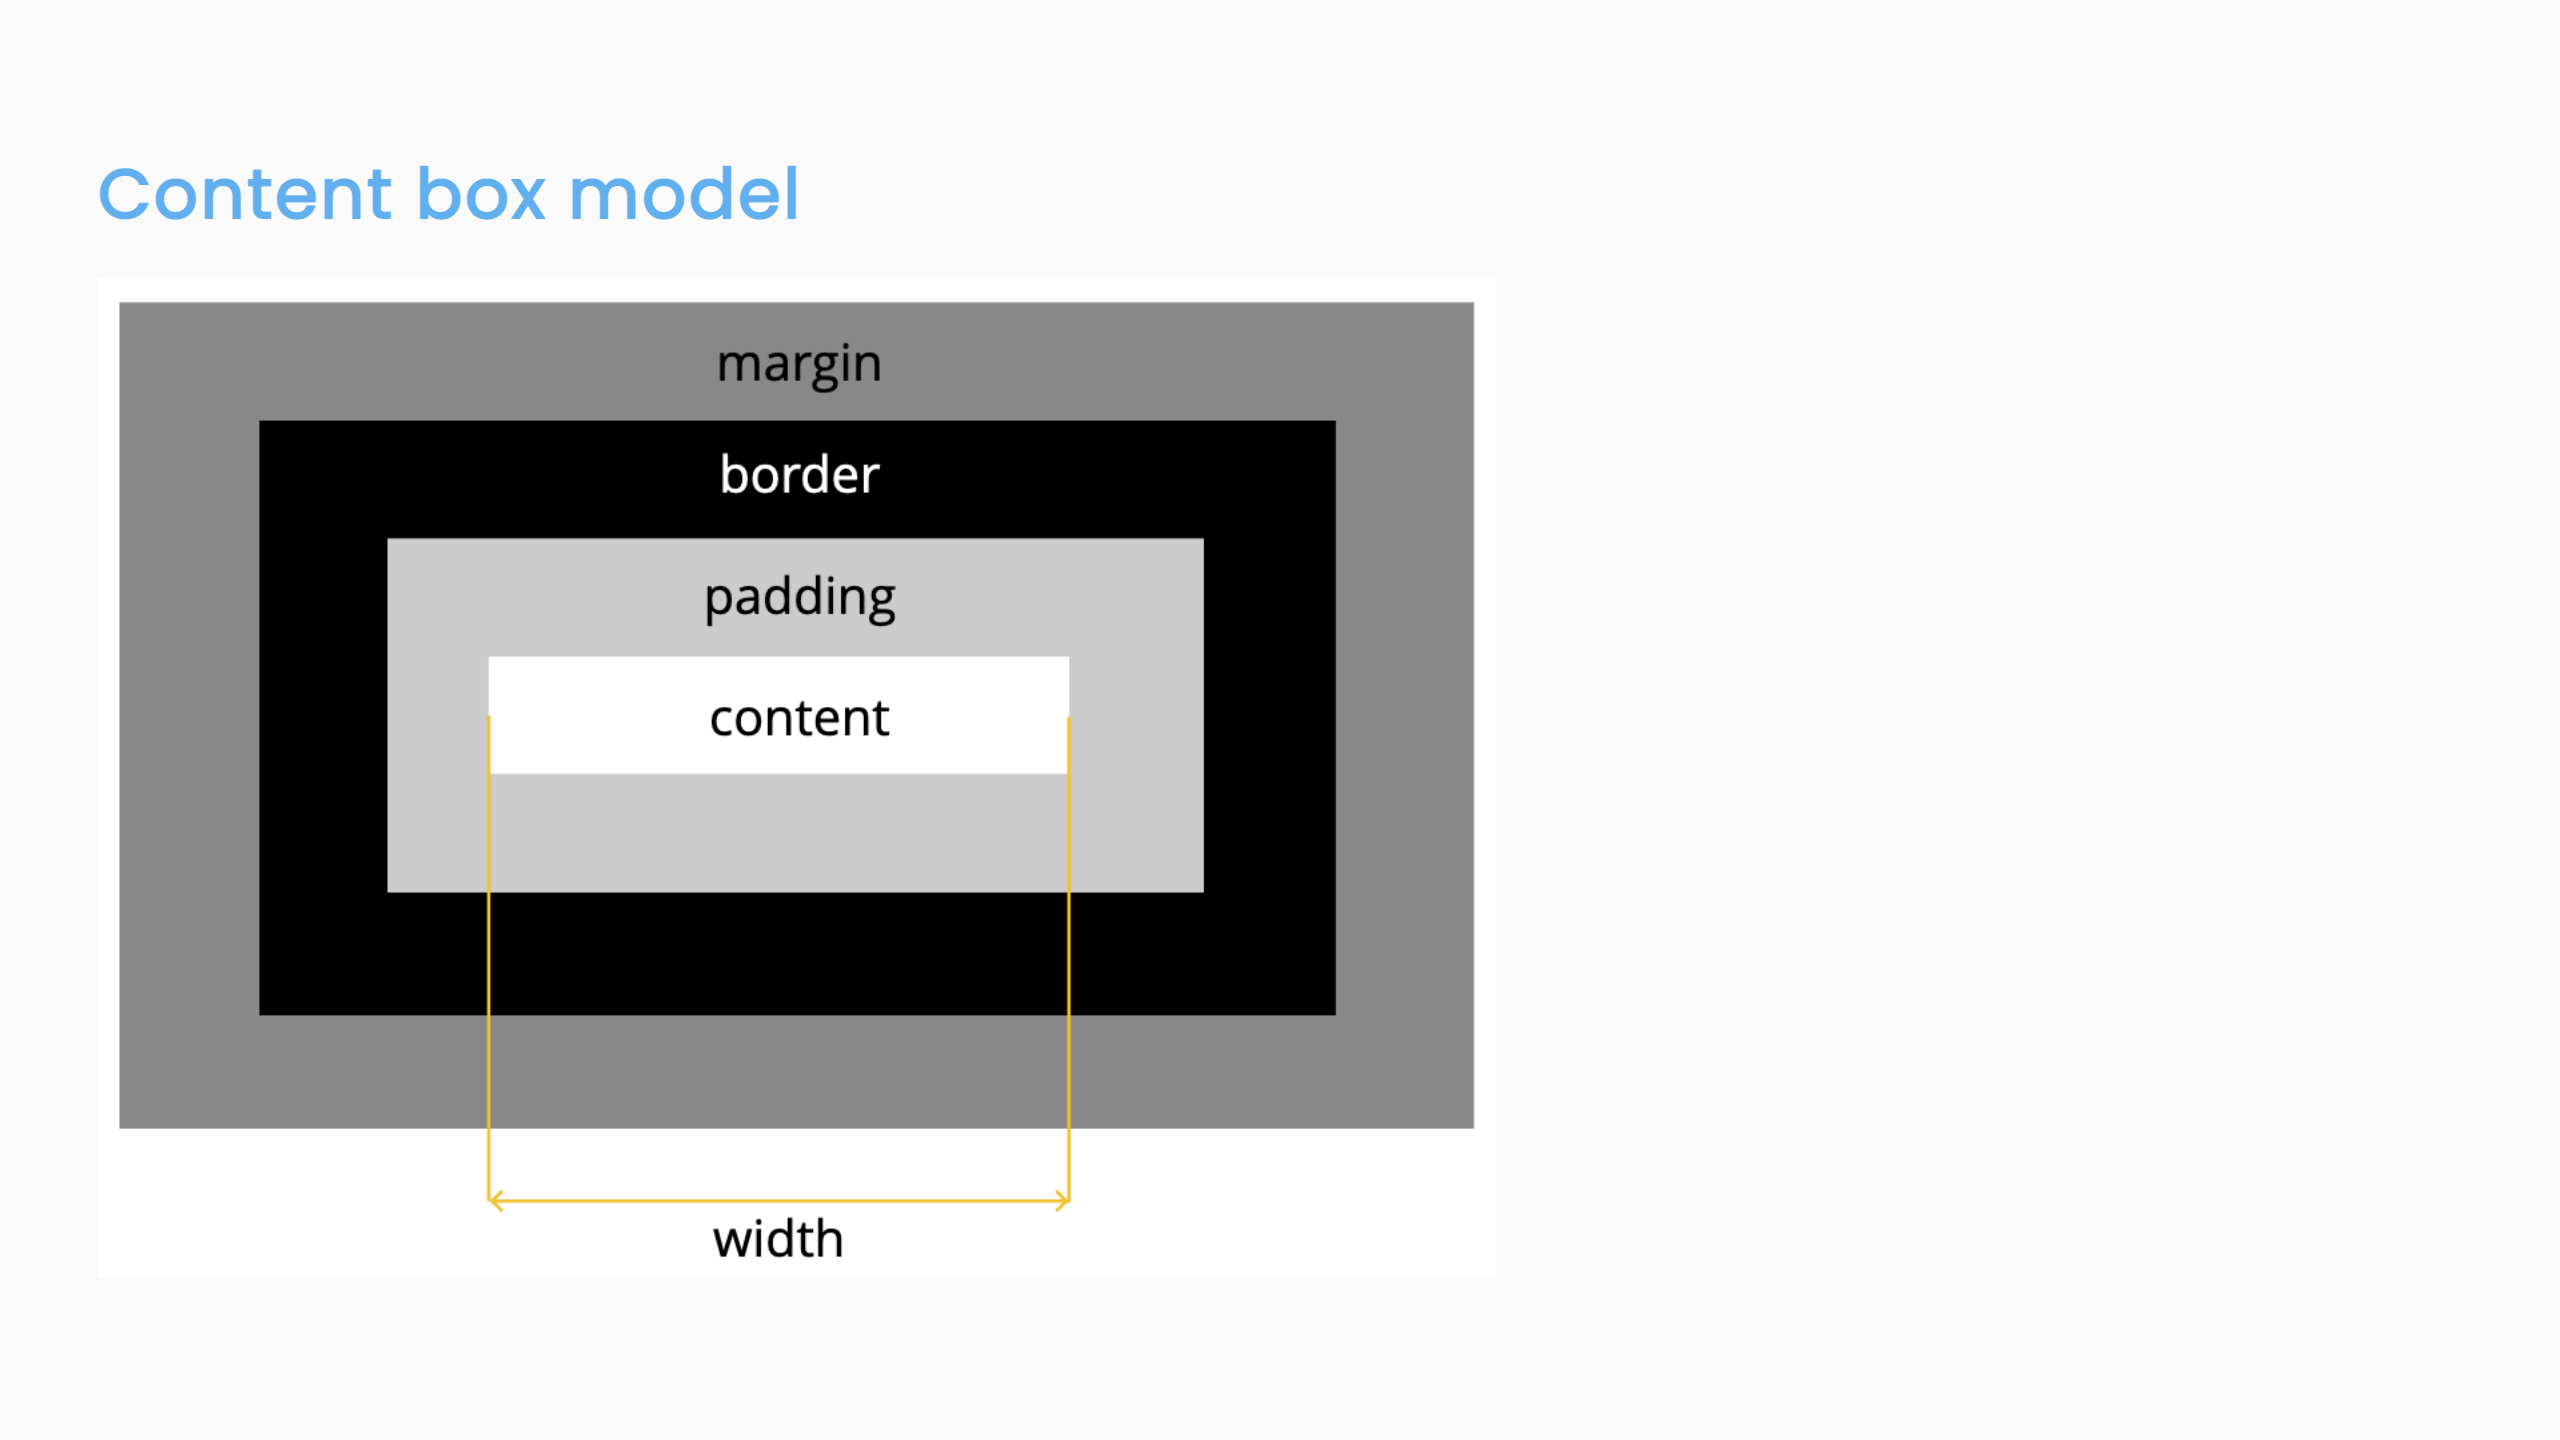 Content box model
margin
border
padding
content
width